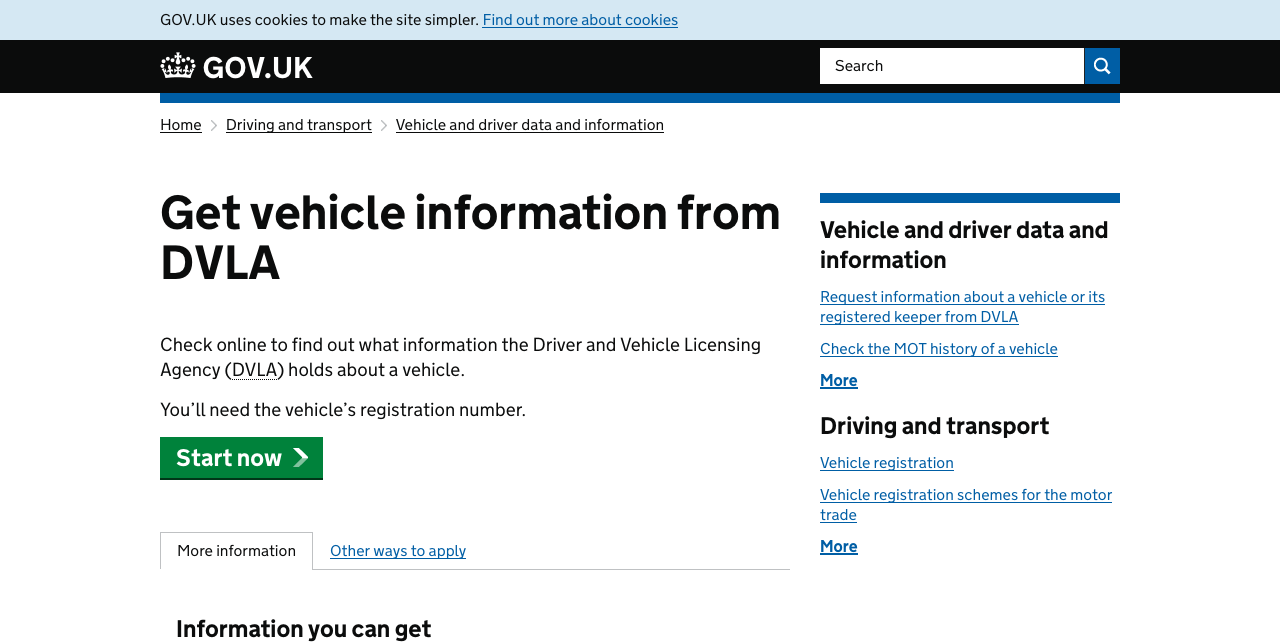 GOV.UK uses cookies to make the site simpler. Find out more about cookies
GOV.UK
Search
Home
Driving and transport
Vehicle and driver data and information
Get vehicle information from
DVLA
Check online to find out what information the Driver and Vehicle Licensing
Agency (DVLA) holds about a vehicle.
You’ll need the vehicle’s registration number.
Start now
More information
Other ways to apply
Information you can get
Vehicle and driver data and
information
Request information about a vehicle or its
registered keeper from DVLA
Check the MOT history of a vehicle
More
Driving and transport
Vehicle registration
Vehicle registration schemes for the motor
trade
More